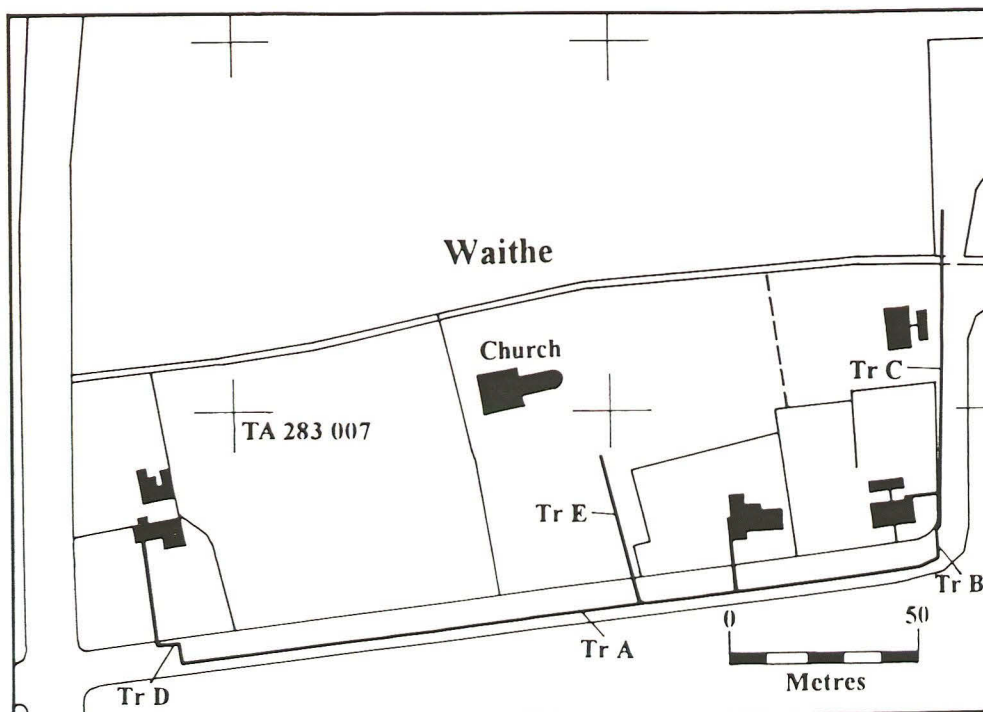 Waithe
Church
Tr C
TA 283 007
Tr E
Tr B
0 50
Tr A
Metres
Tr D